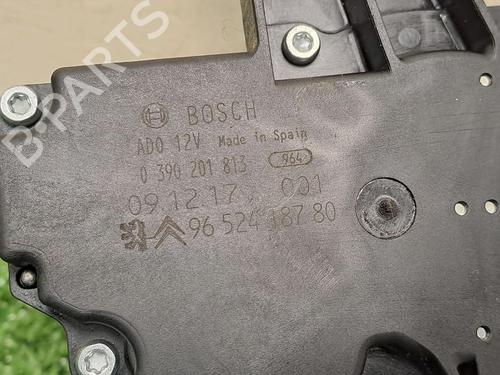 B-PARTS
BOSCH
ADO 12V Made in Spain
0 390 201 813 964
09.12.17 001
96 524 187 80